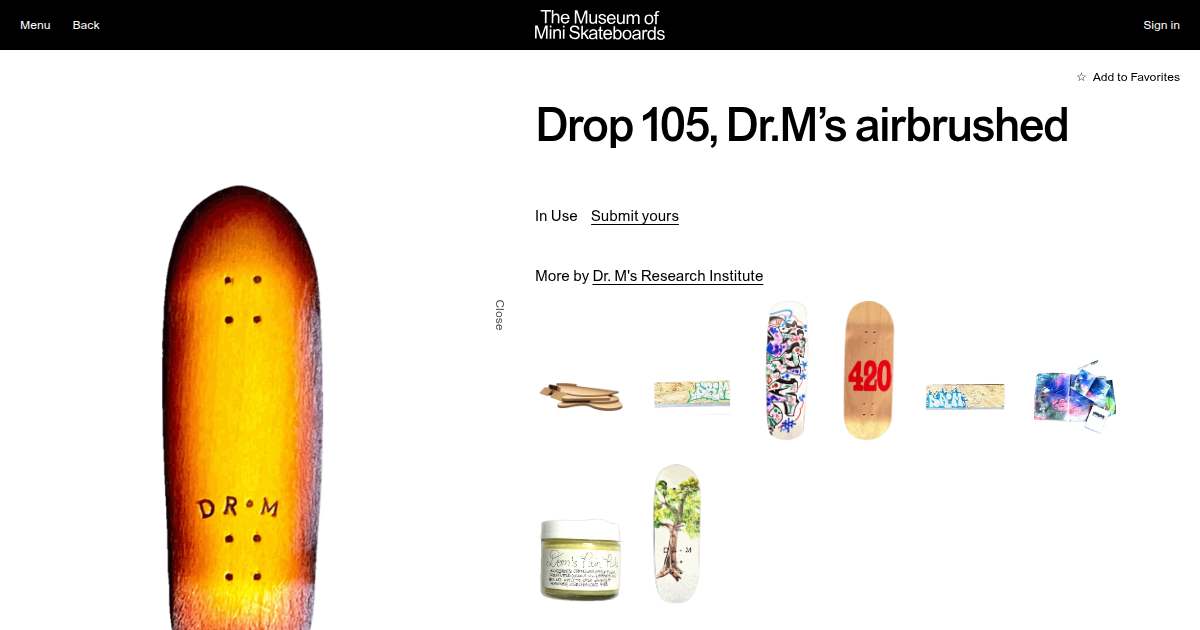 Menu
Back
The Museum of
Mini Skateboards
Sign in
☆ Add to Favorites
Drop 105, Dr.M’s airbrushed
In Use Submit yours
More by Dr. M's Research Institute
Close
DR•M
420
D R • M